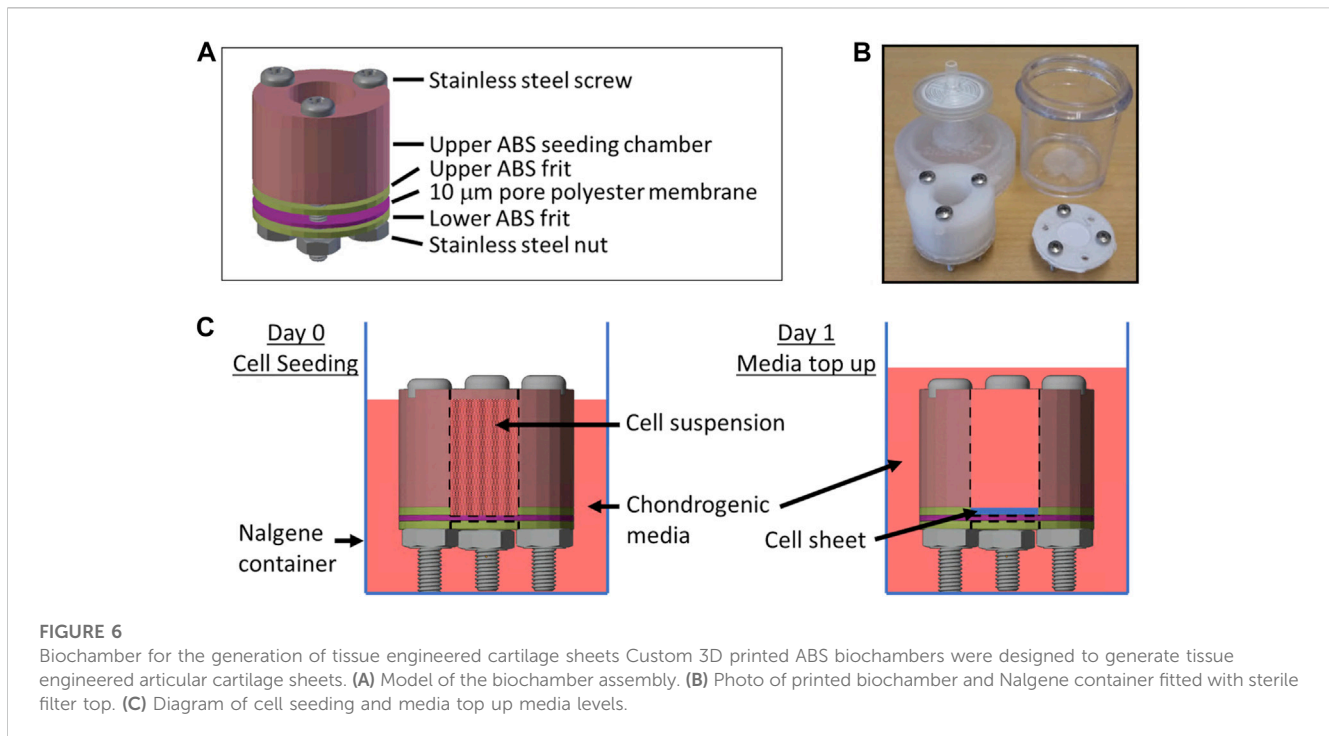 A
Stainless steel screw
Upper ABS seeding chamber
Upper ABS frit
10 µm pore polyester membrane
Lower ABS frit
Stainless steel nut
B
C
Day 0
Cell Seeding
Day 1
Media top up
Cell suspension
Chondrogenic
media
Nalgene
container
Cell sheet
FIGURE 6
Biochamber for the generation of tissue engineered cartilage sheets Custom 3D printed ABS biochambers were designed to generate tissue
engineered articular cartilage sheets. (A) Model of the biochamber assembly. (B) Photo of printed biochamber and Nalgene container fitted with sterile
filter top. (C) Diagram of cell seeding and media top up media levels.